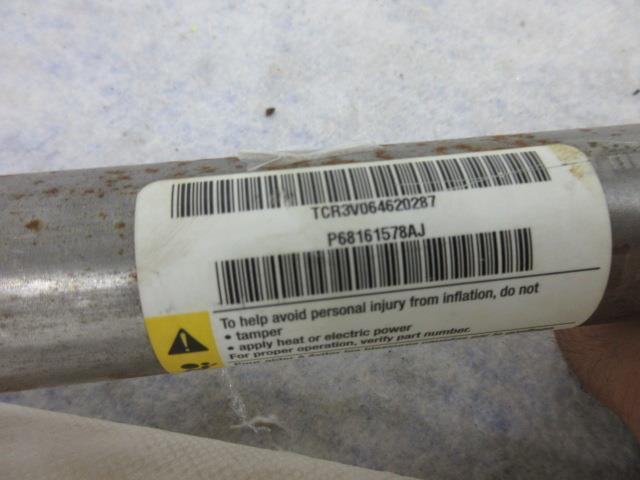 TCR3V064620287
P68161578AJ
To help avoid personal injury from inflation, do not
• tamper
• apply heart or electric power
For proper operation, verify part number.